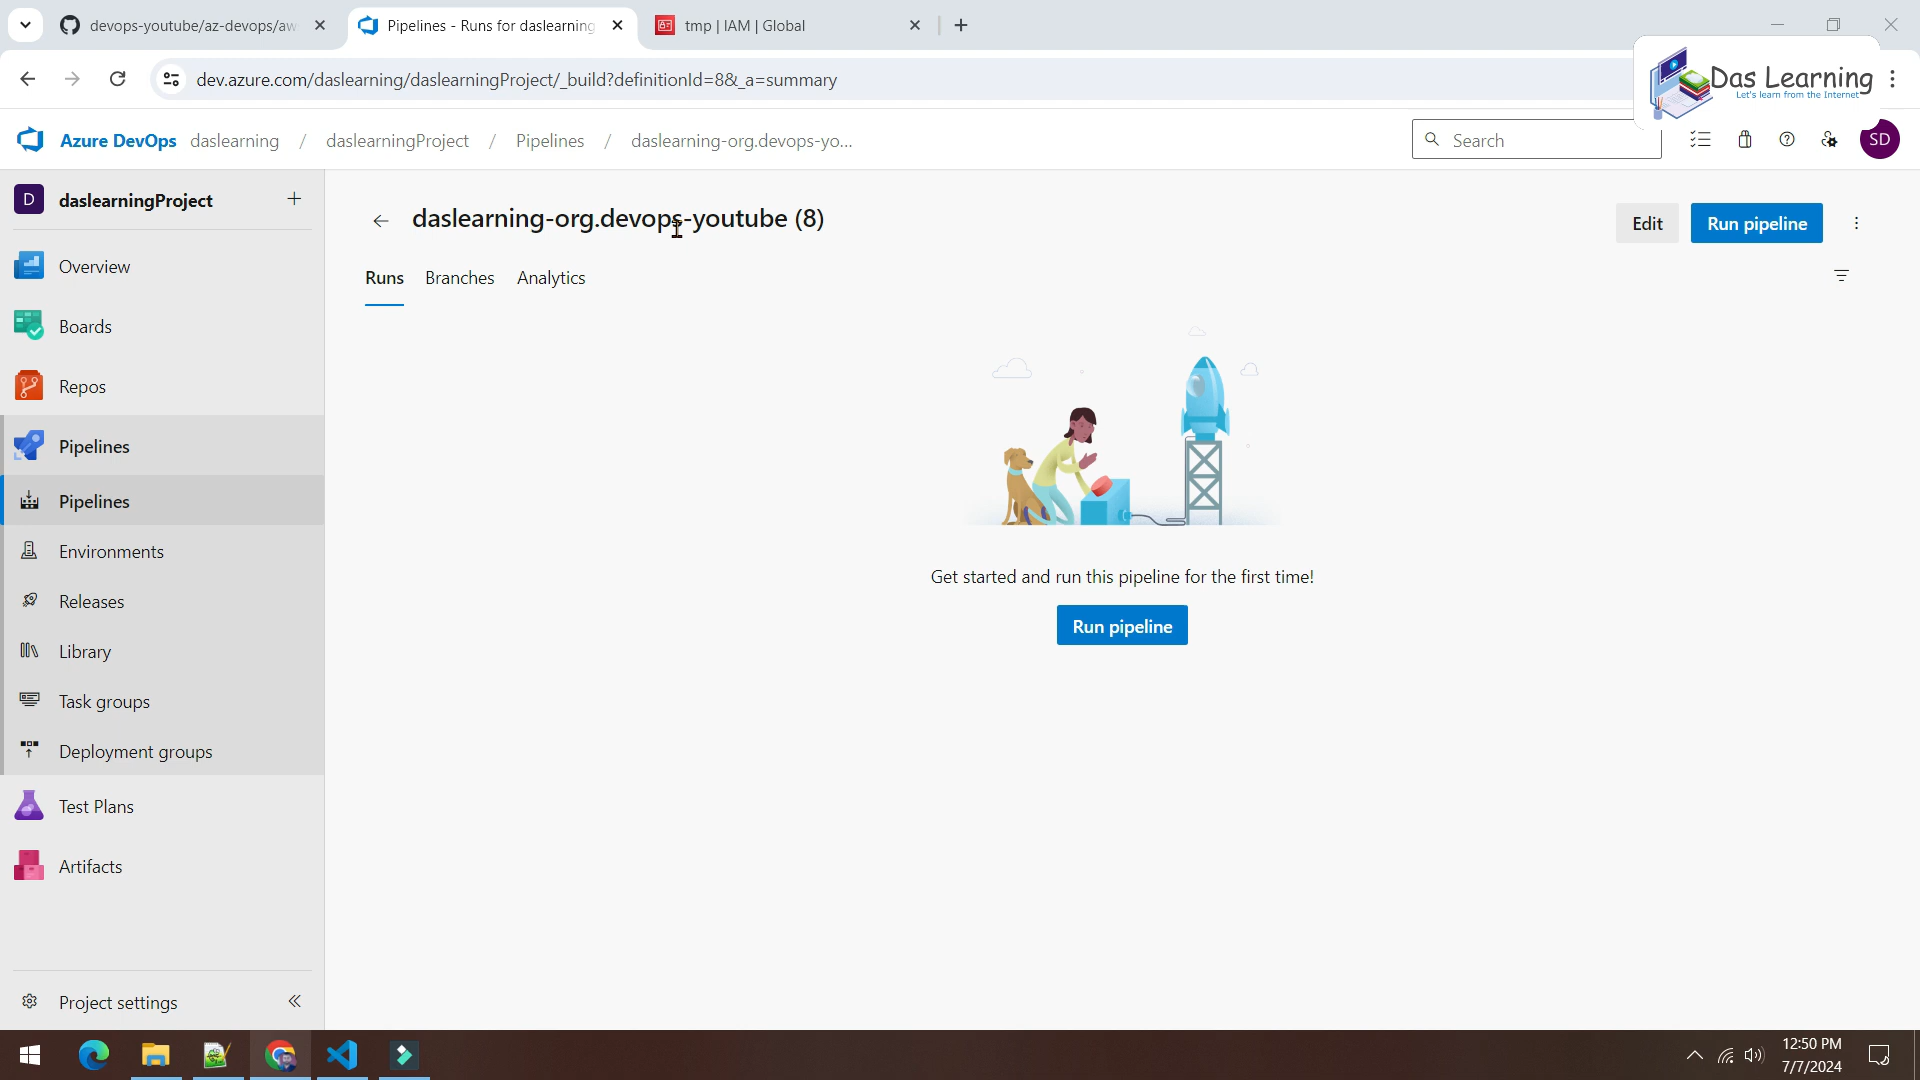 devops-youtube/az-devops/aw
Pipelines - Runs for daslearning
tmp | IAM | Global
dev.azure.com/daslearning/daslearningProject/_build?definitionId=8&_a=summary
Das Learning
Let's learn from the Internet
Azure DevOps daslearning / daslearningProject / Pipelines / daslearning-org.devops-yo...
Search
SD
D daslearningProject
daslearning-org.devops-youtube (8)
Edit
Run pipeline
Runs
Branches
Analytics
Overview
Boards
Repos
Pipelines
Pipelines
Environments
Releases
Library
Task groups
Deployment groups
Test Plans
Artifacts
Project settings
Get started and run this pipeline for the first time!
Run pipeline
12:50 PM
7/7/2024